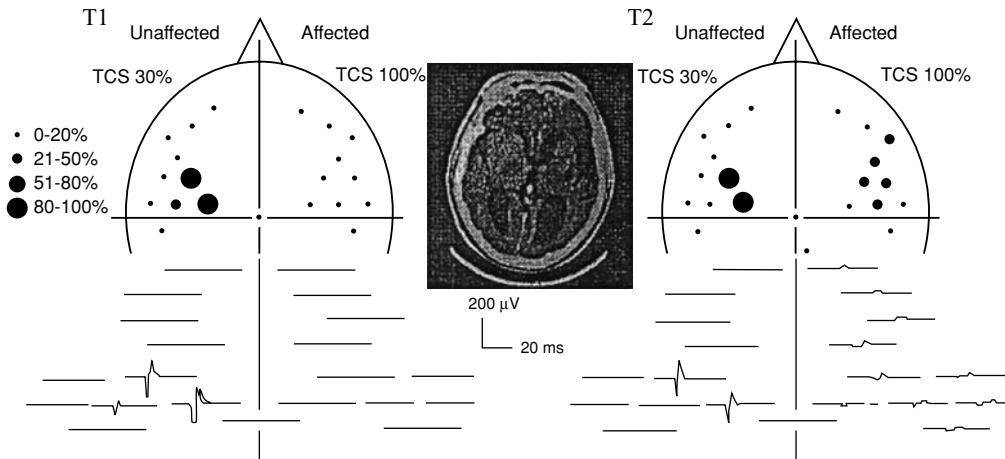 T1
Unaffected
Affected
TCS 30%
TCS 100%
0-20%
21-50%
51-80%
80-100%
200 μV
20 ms
T2
Unaffected
Affected
TCS 30%
TCS 100%